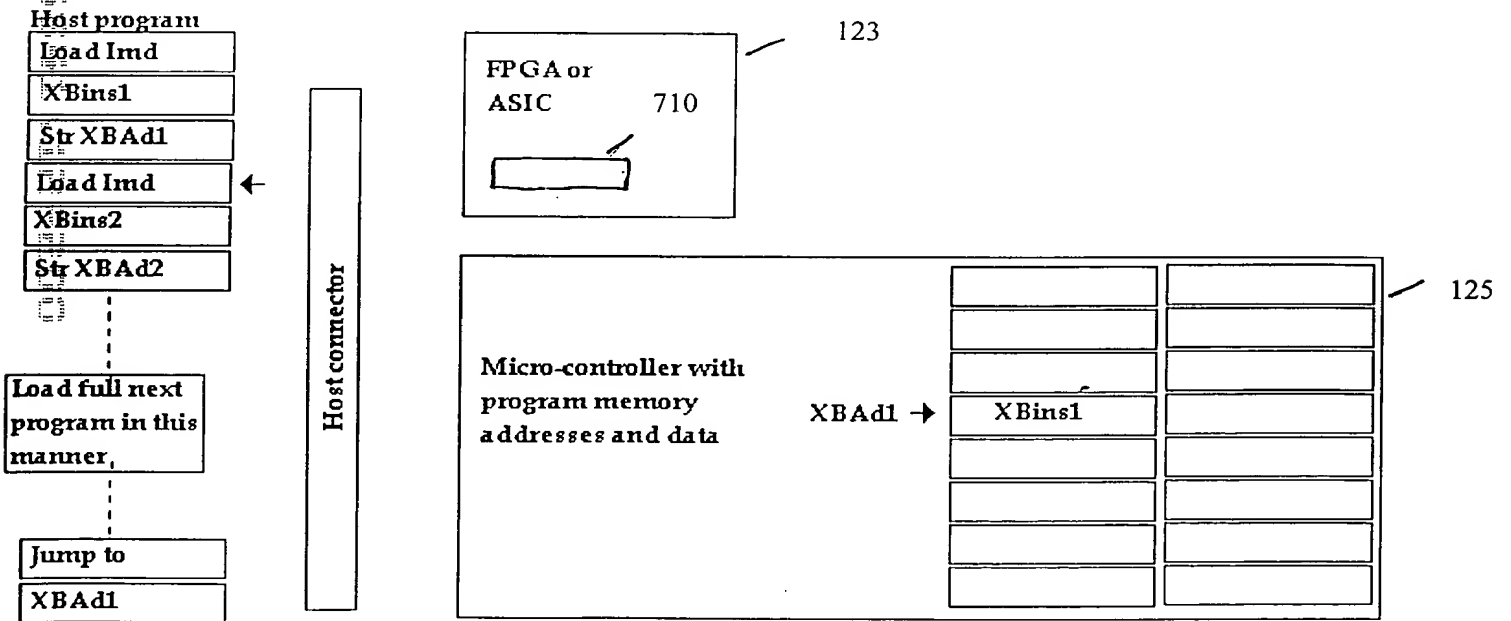 Host program
Load Imd
XBins1
Str XBAd1
Load Imd
XBins2
Str XBAd2
Load full next
program in this
manner
Jump to
XBAd1
Host connector
123
FPGA or
ASIC
710
125
Micro-controller with
program memory
addresses and data
XBAd1
XBins1